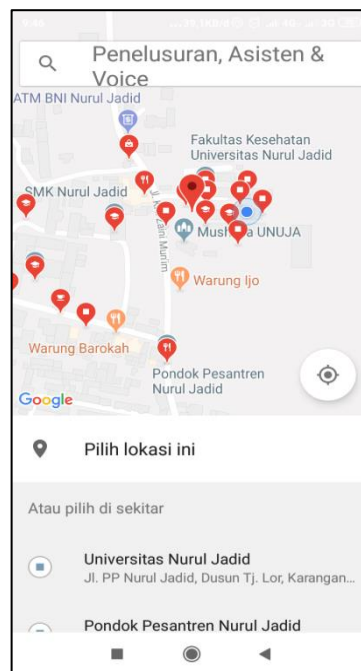 Penelusuran, Asisten &
Voice
ATM BNI Nurul Jadid
Fakultas Kesehatan
Universitas Nurul Jadid
SMK Nurul Jadid
Warung Ijo
Warung Barokah
Pondok Pesantren
Nurul Jadid
Google
Pilih lokasi ini
Atau pilih di sekitar
Universitas Nurul Jadid
Jl. PP Nurul Jadid, Dusun Tj. Lor, Karangan...
Pondok Pesantren Nurul Jadid